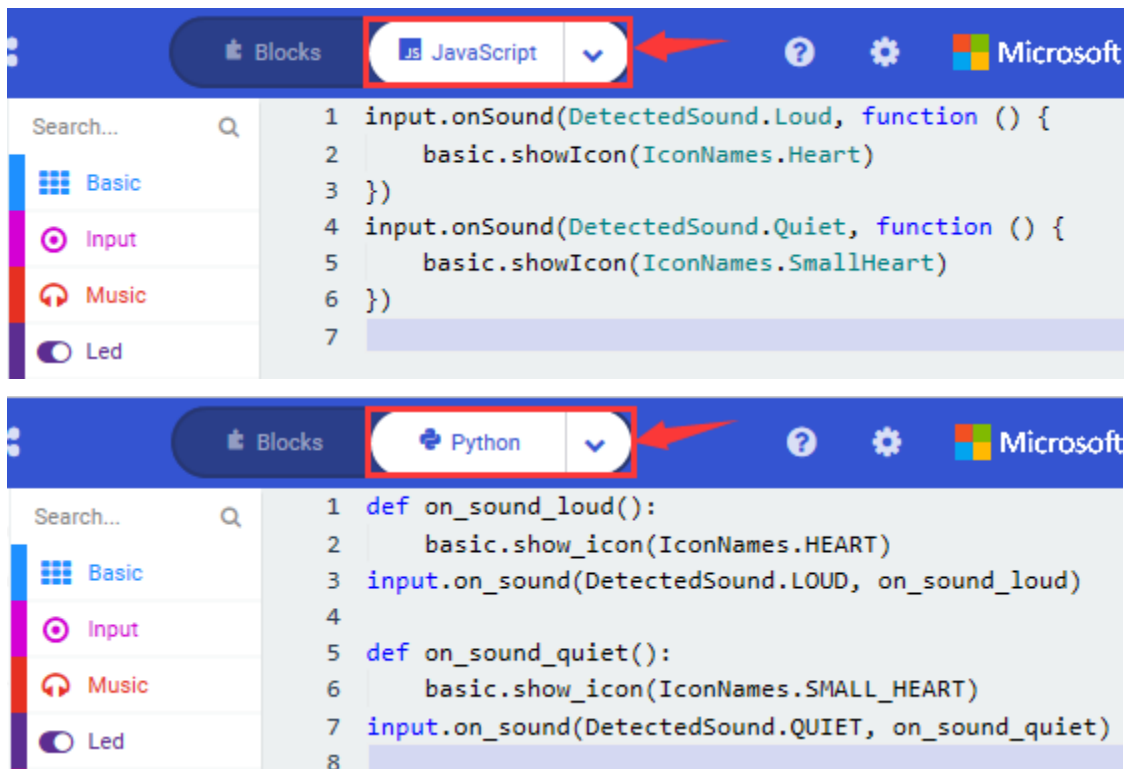 Blocks JS JavaScript Microsoft
Search... 1 input.onSound(DetectedSound.Loud, function () {
2     basic.showIcon(IconNames.Heart)
Basic 3 })
4 input.onSound(DetectedSound.Quiet, function () {
Input 5     basic.showIcon(IconNames.SmallHeart)
Music 6 })
7
Led
Blocks Python Microsoft
Search... 1 def on_sound_loud():
2     basic.show_icon(IconNames.HEART)
Basic 3 input.on_sound(DetectedSound.LOUD, on_sound_loud)
4
Input 5 def on_sound_quiet():
Music 6     basic.show_icon(IconNames.SMALL_HEART)
7 input.on_sound(DetectedSound.QUIET, on_sound_quiet)
Led 8